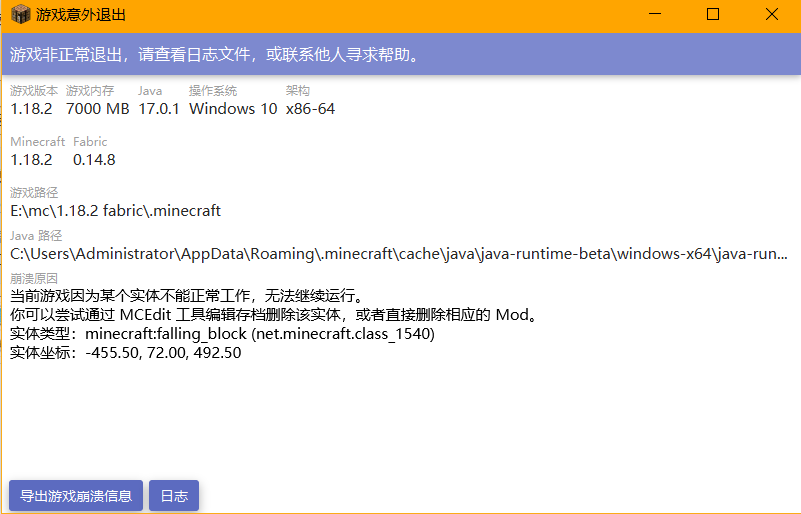 游戏意外退出
游戏非正常退出，请查看日志文件，或联系他人寻求帮助。
游戏版本 游戏内存 Java 操作系统 架构
1.18.2 7000 MB 17.0.1 Windows 10 x86-64
Minecraft Fabric
1.18.2 0.14.8
游戏路径
E:\mc\1.18.2 fabric\.minecraft
Java 路径
C:\Users\Administrator\AppData\Roaming\.minecraft\cache\java\java-runtime-beta\windows-x64\java-run...
崩溃原因
当前游戏因为某个实体不能正常工作，无法继续运行。
你可以尝试通过 MCEdit 工具编辑存档删除该实体，或者直接删除相应的 Mod。
实体类型：minecraft:falling_block (net.minecraft.class_1540)
实体坐标：-455.50, 72.00, 492.50
导出游戏崩溃信息 日志